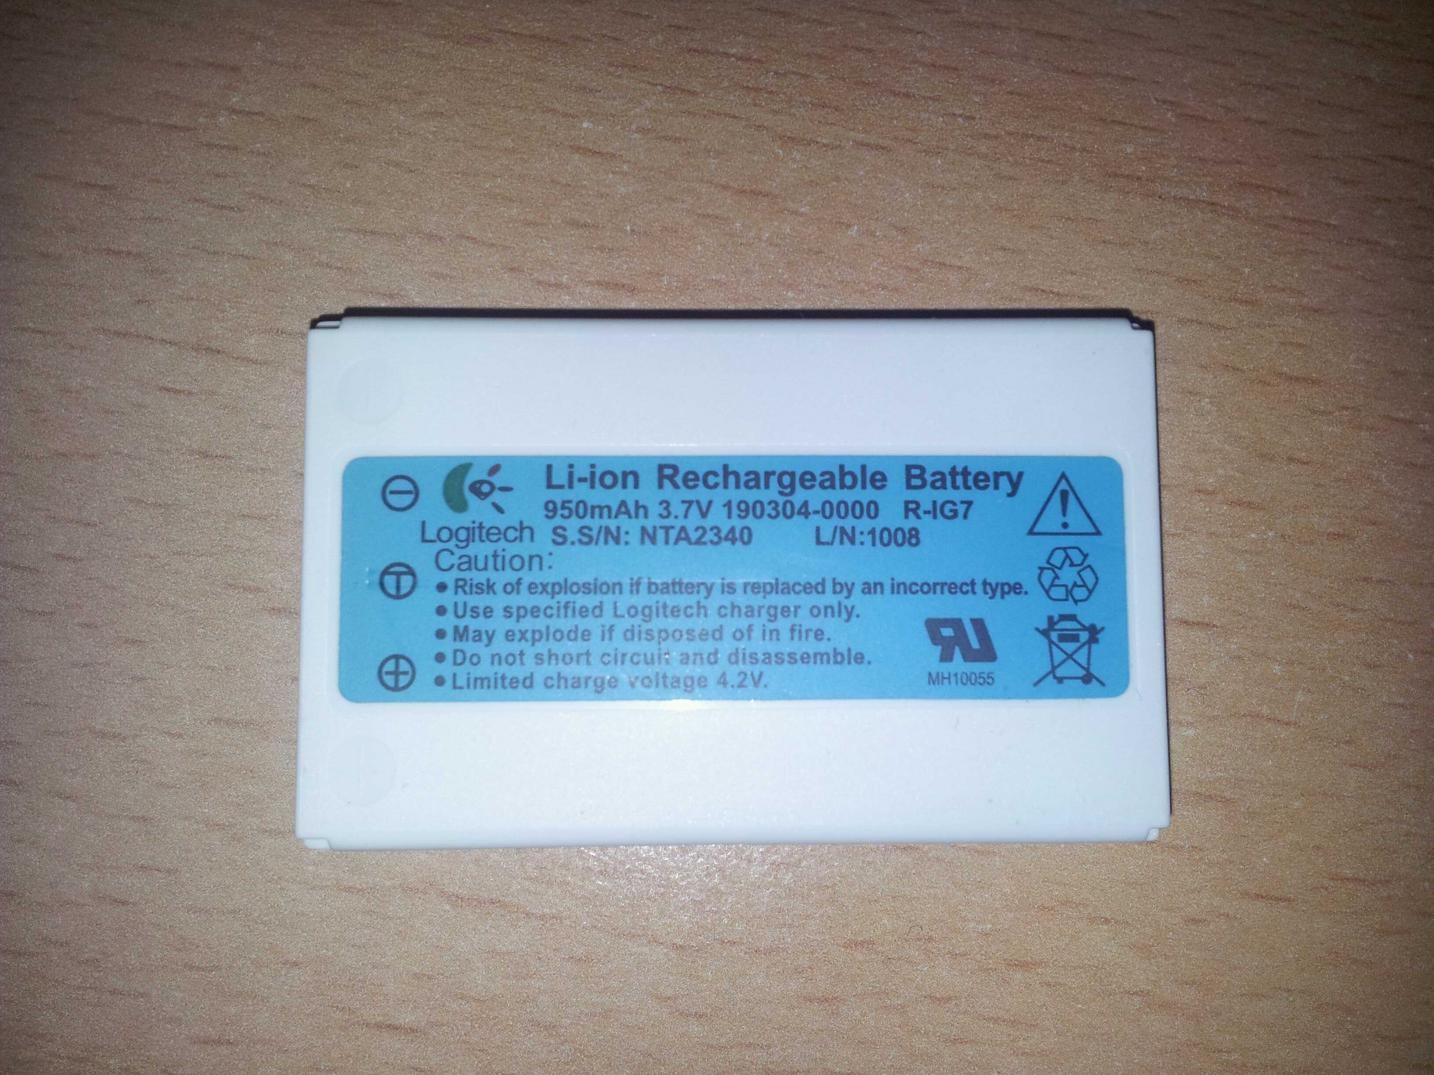 Li-ion Rechargeable Battery
950mAh 3.7V 190304-0000 R-IG7
Logitech S.S/N: NTA2340 L/N:1008
Caution:
• Risk of explosion if battery is replaced by an incorrect type.
• Use specified Logitech charger only.
• May explode if disposed of in fire.
• Do not short circuit and disassemble.
• Limited charge voltage 4.2V.
MH10055